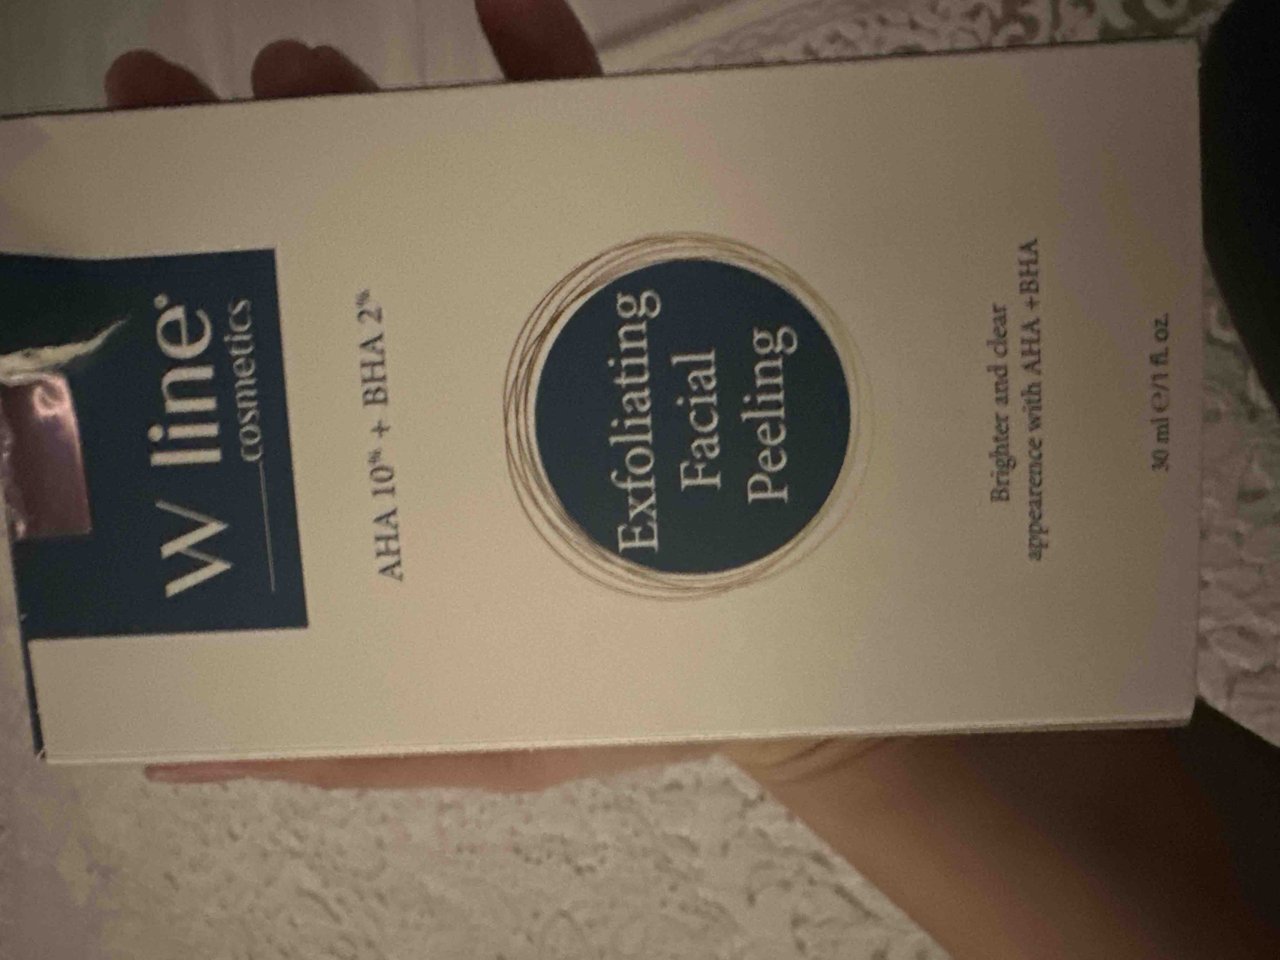 W line®
cosmetics
AHA 10% + BHA 2%
Exfoliating
Facial
Peeling
Brighter and clear
appearence with AHA +BHA
30 ml ℮/1 fl. oz.